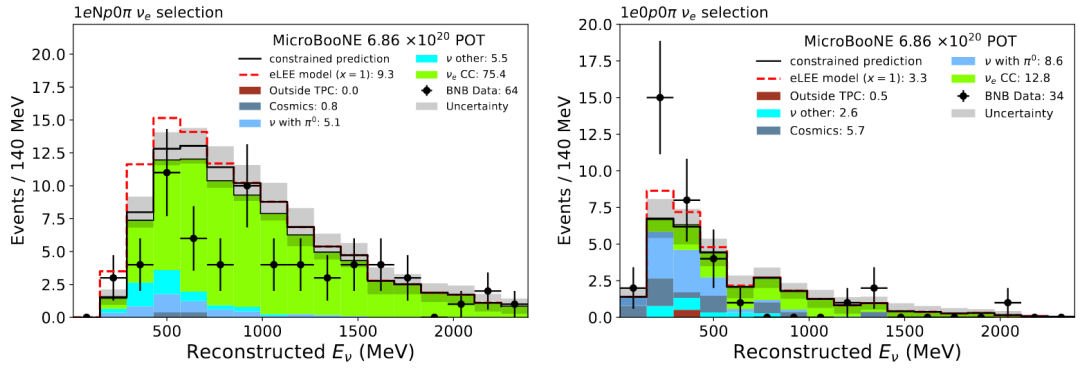 1eNp0π ν_e selection
MicroBooNE 6.86 ×10²⁰ POT
constrained prediction
eLEE model (x = 1): 9.3
Outside TPC: 0.0
Cosmics: 0.8
ν with π⁰: 5.1
ν other: 5.5
ν_e CC: 75.4
BNB Data: 64
Uncertainty
Events / 140 MeV
20.0
17.5
15.0
12.5
10.0
7.5
5.0
2.5
0.0
500
1000
1500
2000
Reconstructed E_ν (MeV)
1e0p0π ν_e selection
MicroBooNE 6.86 ×10²⁰ POT
constrained prediction
eLEE model (x = 1): 3.3
Outside TPC: 0.5
ν other: 2.6
Cosmics: 5.7
ν with π⁰: 8.6
ν_e CC: 12.8
BNB Data: 34
Uncertainty
Events / 140 MeV
20.0
17.5
15.0
12.5
10.0
7.5
5.0
2.5
0.0
500
1000
1500
2000
Reconstructed E_ν (MeV)